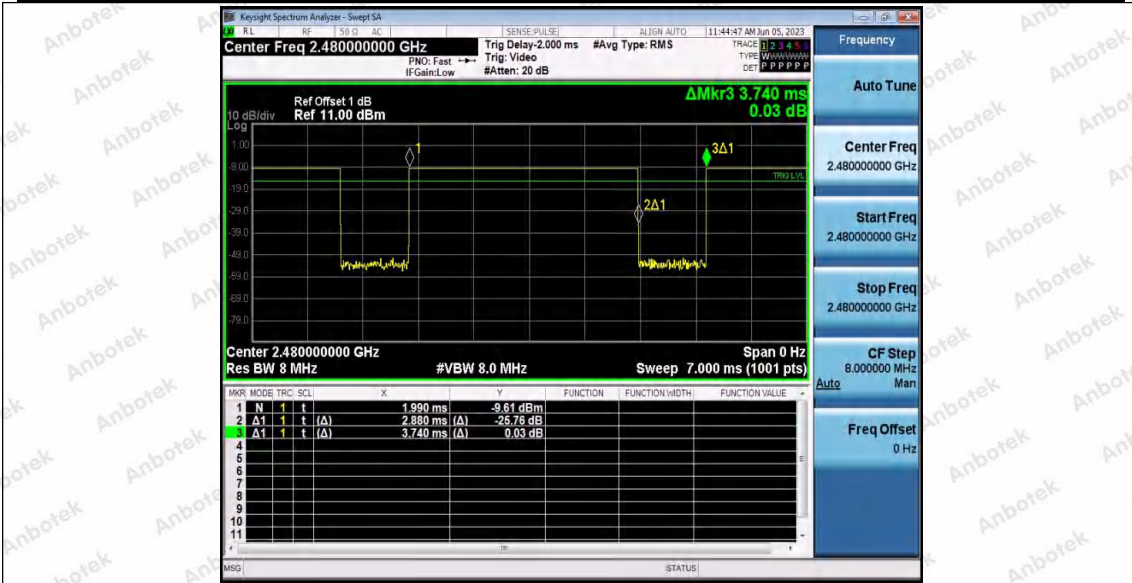 Keysight Spectrum Analyzer - Swept SA
RL RF 50 Ω AC SENSE:PULSE ALIGN AUTO 11:44:47 AM Jun 05, 2023
Center Freq 2.480000000 GHz
PNO: Fast
IFGain:Low
Trig Delay-2.000 ms
Trig: Video
#Atten: 20 dB
#Avg Type: RMS
TRACE 1 2 3 4 5 6
TYPE
DET P P P P P P
ΔMkr3 3.740 ms
0.03 dB
Ref Offset 1 dB
10 dB/div Ref 11.00 dBm
Log
1.00
-9.00
-19.0
-29.0
-39.0
-49.0
-59.0
-69.0
-79.0
1
3Δ1
TRIG LVL
2Δ1
Center 2.480000000 GHz Span 0 Hz
Res BW 8 MHz #VBW 8.0 MHz Sweep 7.000 ms (1001 pts)
MKR MODE TRC SCL X Y FUNCTION FUNCTION WIDTH FUNCTION VALUE
1 N 1 t 1.990 ms -9.61 dBm
2 Δ1 1 t (Δ) 2.880 ms (Δ) -25.76 dB
3 Δ1 1 t (Δ) 3.740 ms (Δ) 0.03 dB
4
5
6
7
8
9
10
11
MSG STATUS
Frequency
Auto Tune
Center Freq
2.480000000 GHz
Start Freq
2.480000000 GHz
Stop Freq
2.480000000 GHz
CF Step
8.000000 MHz
Auto Man
Freq Offset
0 Hz
Anbotek